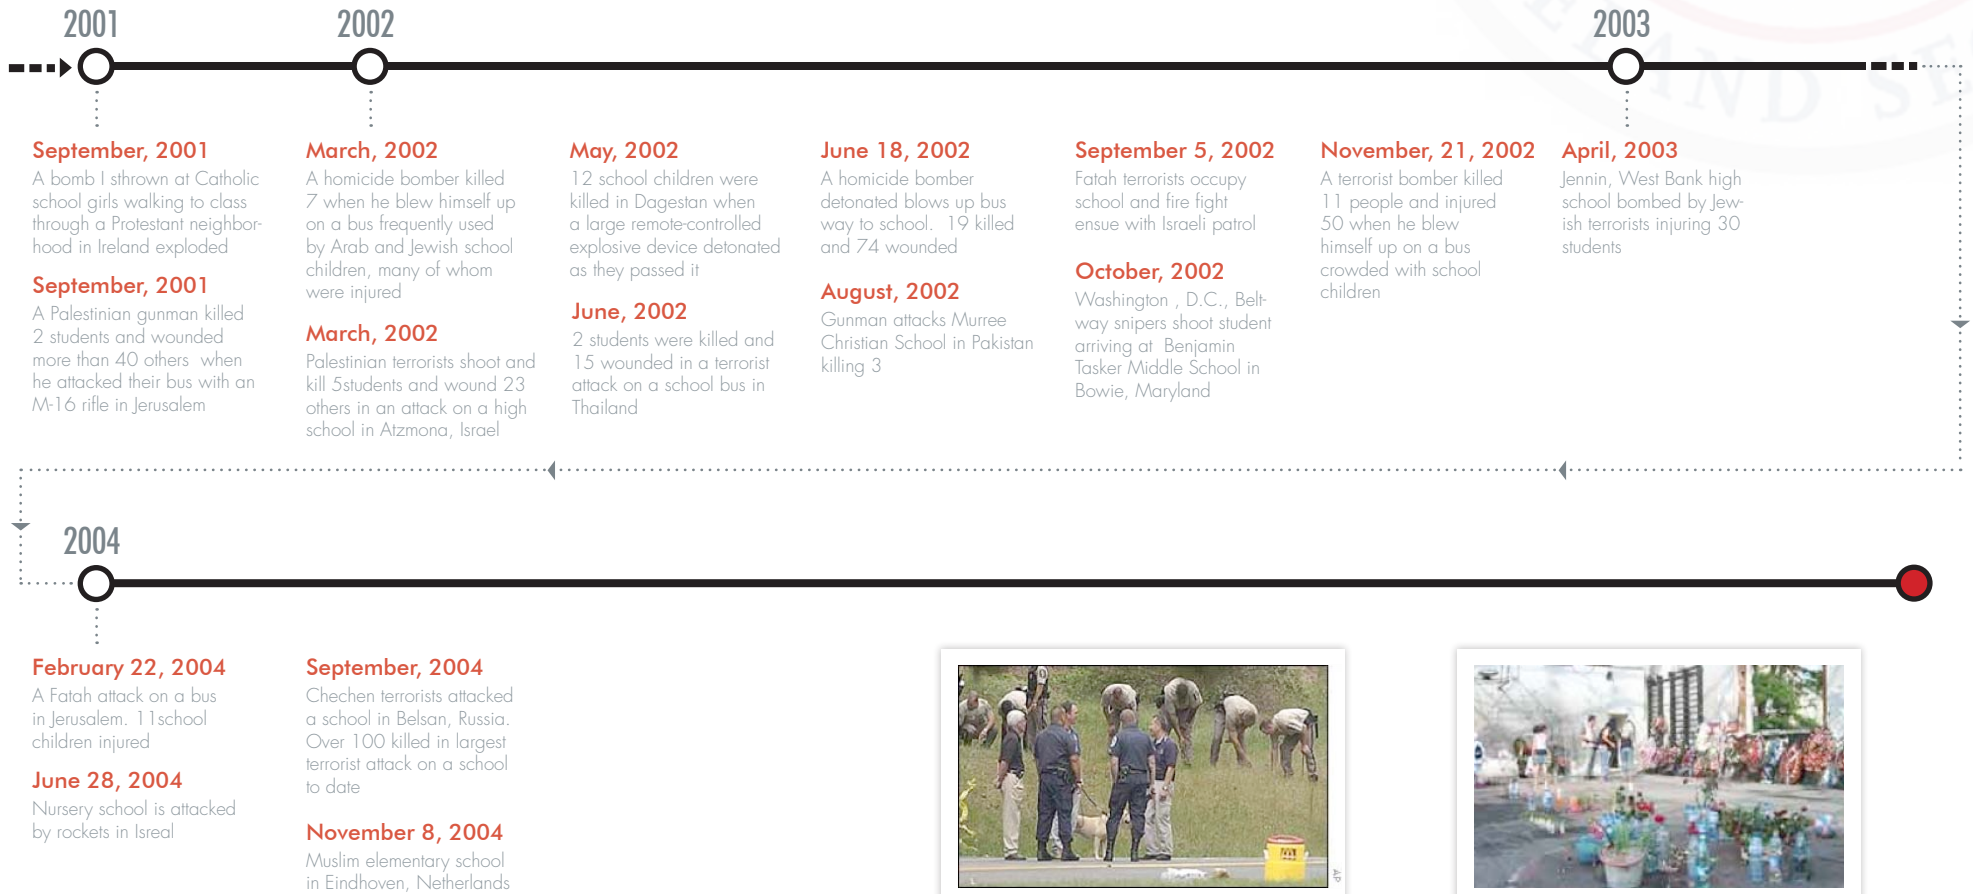 2001
2002
2003
September, 2001
A bomb I sthrown at Catholic
school girls walking to class
through a Protestant neighbor-
hood in Ireland exploded
September, 2001
A Palestinian gunman killed
2 students and wounded
more than 40 others when
he attacked their bus with an
M-16 rifle in Jerusalem
March, 2002
A homicide bomber killed
7 when he blew himself up
on a bus frequently used
by Arab and Jewish school
children, many of whom
were injured
March, 2002
Palestinian terrorists shoot and
kill 5students and wound 23
others in an attack on a high
school in Atzmona, Israel
May, 2002
12 school children were
killed in Dagestan when
a large remote-controlled
explosive device detonated
as they passed it
June, 2002
2 students were killed and
15 wounded in a terrorist
attack on a school bus in
Thailand
June 18, 2002
A homicide bomber
detonated blows up bus
way to school. 19 killed
and 74 wounded
August, 2002
Gunman attacks Murree
Christian School in Pakistan
killing 3
September 5, 2002
Fatah terrorists occupy
school and fire fight
ensue with Israeli patrol
October, 2002
Washington , D.C., Belt-
way snipers shoot student
arriving at Benjamin
Tasker Middle School in
Bowie, Maryland
November, 21, 2002
A terrorist bomber killed
11 people and injured
50 when he blew
himself up on a bus
crowded with school
children
April, 2003
Jennin, West Bank high
school bombed by Jew-
ish terrorists injuring 30
students
2004
February 22, 2004
A Fatah attack on a bus
in Jerusalem. 11school
children injured
June 28, 2004
Nursery school is attacked
by rockets in Isreal
September, 2004
Chechen terrorists attacked
a school in Belsan, Russia.
Over 100 killed in largest
terrorist attack on a school
to date
November 8, 2004
Muslim elementary school
in Eindhoven, Netherlands
AP